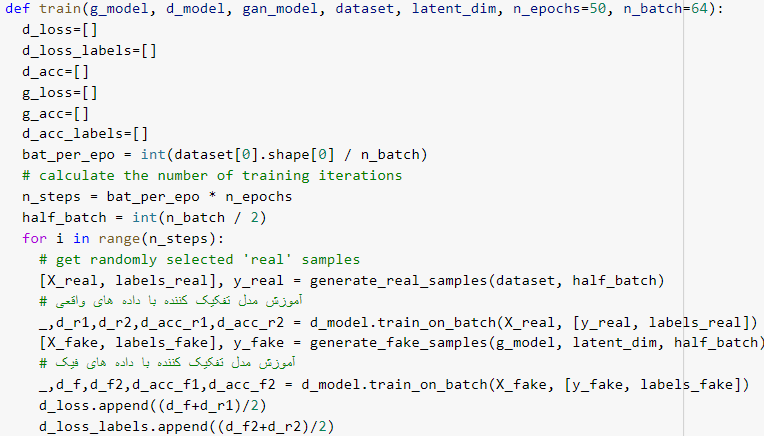 def train(g_model, d_model, gan_model, dataset, latent_dim, n_epochs=50, n_batch=64):
  d_loss=[]
  d_loss_labels=[]
  d_acc=[]
  g_loss=[]
  g_acc=[]
  d_acc_labels=[]
  bat_per_epo = int(dataset[0].shape[0] / n_batch)
  # calculate the number of training iterations
  n_steps = bat_per_epo * n_epochs
  half_batch = int(n_batch / 2)
  for i in range(n_steps):
    # get randomly selected 'real' samples
    [X_real, labels_real], y_real = generate_real_samples(dataset, half_batch)
    # آموزش مدل تفکیک کننده با داده های واقعی
    _,d_r1,d_r2,d_acc_r1,d_acc_r2 = d_model.train_on_batch(X_real, [y_real, labels_real])
    [X_fake, labels_fake], y_fake = generate_fake_samples(g_model, latent_dim, half_batch)
    # آموزش مدل تفکیک کننده با داده های فیک
    _,d_f,d_f2,d_acc_f1,d_acc_f2 = d_model.train_on_batch(X_fake, [y_fake, labels_fake])
    d_loss.append((d_f+d_r1)/2)
    d_loss_labels.append((d_f2+d_r2)/2)